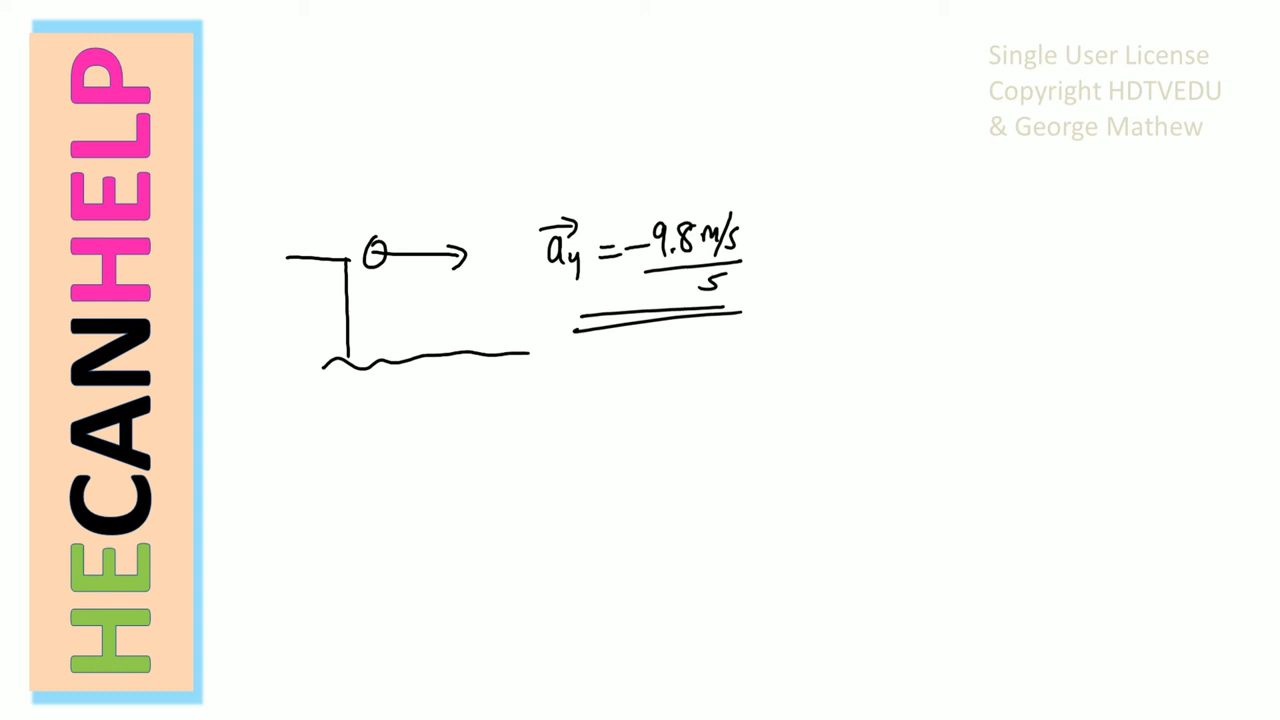 HECANHELP
Single User License
Copyright HDTVEDU
& George Mathew
a⃗y = -9.8 m/s
s